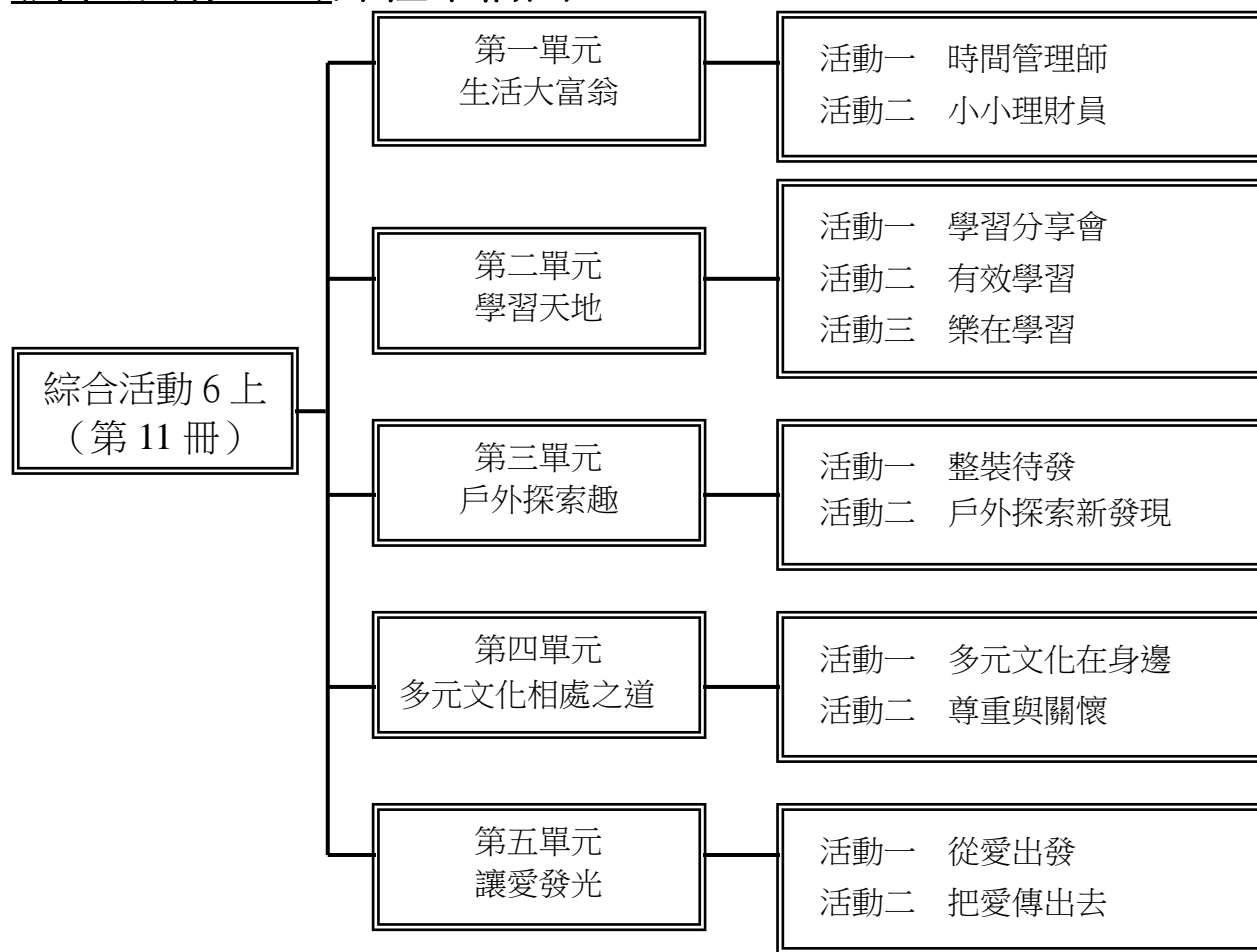 第一單元
生活大富翁
活動一 時間管理師
活動二 小小理財員
第二單元
學習天地
活動一 學習分享會
活動二 有效學習
活動三 樂在學習
綜合活動 6 上
（第 11 冊）
第三單元
戶外探索趣
活動一 整裝待發
活動二 戶外探索新發現
第四單元
多元文化相處之道
活動一 多元文化在身邊
活動二 尊重與關懷
第五單元
讓愛發光
活動一 從愛出發
活動二 把愛傳出去